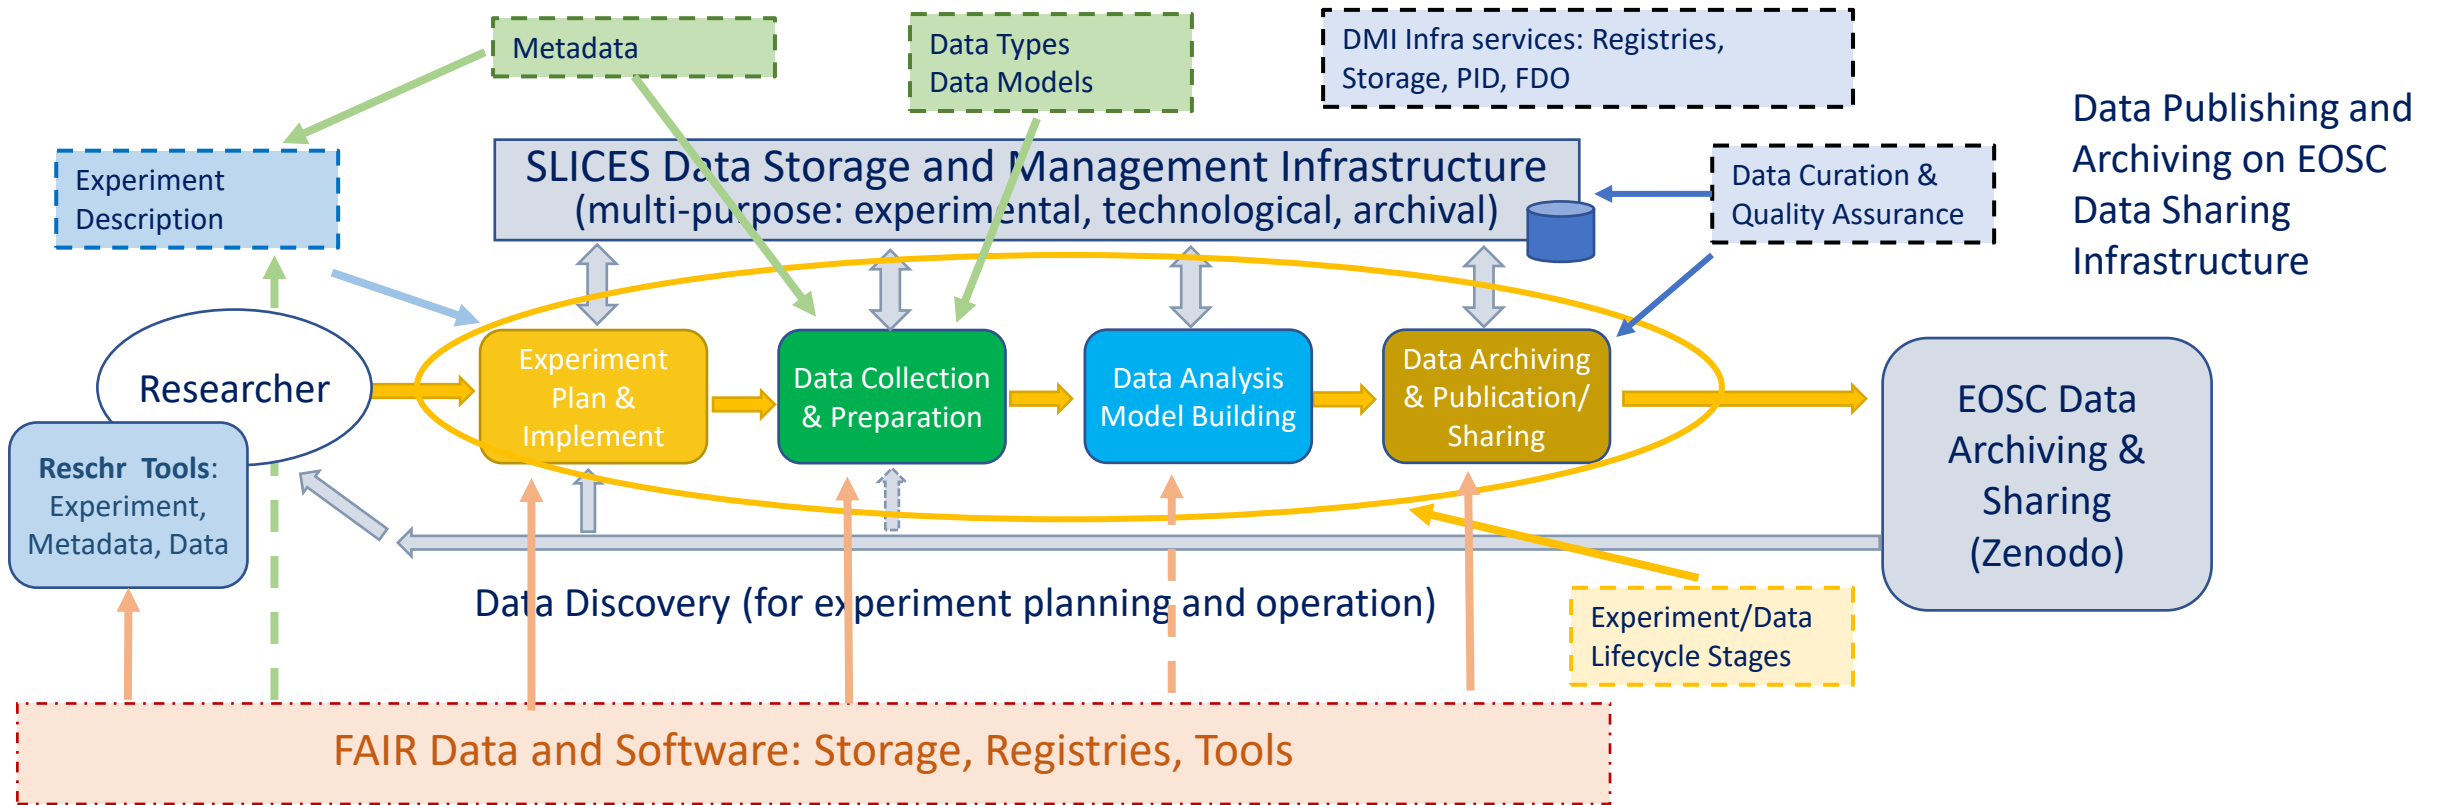 Metadata
Data Types
Data Models
DMI Infra services: Registries,
Storage, PID, FDO
Data Publishing and
Archiving on EOSC
Data Sharing
Infrastructure
Experiment
Description
SLICES Data Storage and Management Infrastructure
(multi-purpose: experimental, technological, archival)
Data Curation &
Quality Assurance
Researcher
Reschr Tools:
Experiment,
Metadata, Data
Experiment
Plan &
Implement
Data Collection
& Preparation
Data Analysis
Model Building
Data Archiving
& Publication/
Sharing
EOSC Data
Archiving &
Sharing
(Zenodo)
Data Discovery (for experiment planning and operation)
Experiment/Data
Lifecycle Stages
FAIR Data and Software: Storage, Registries, Tools